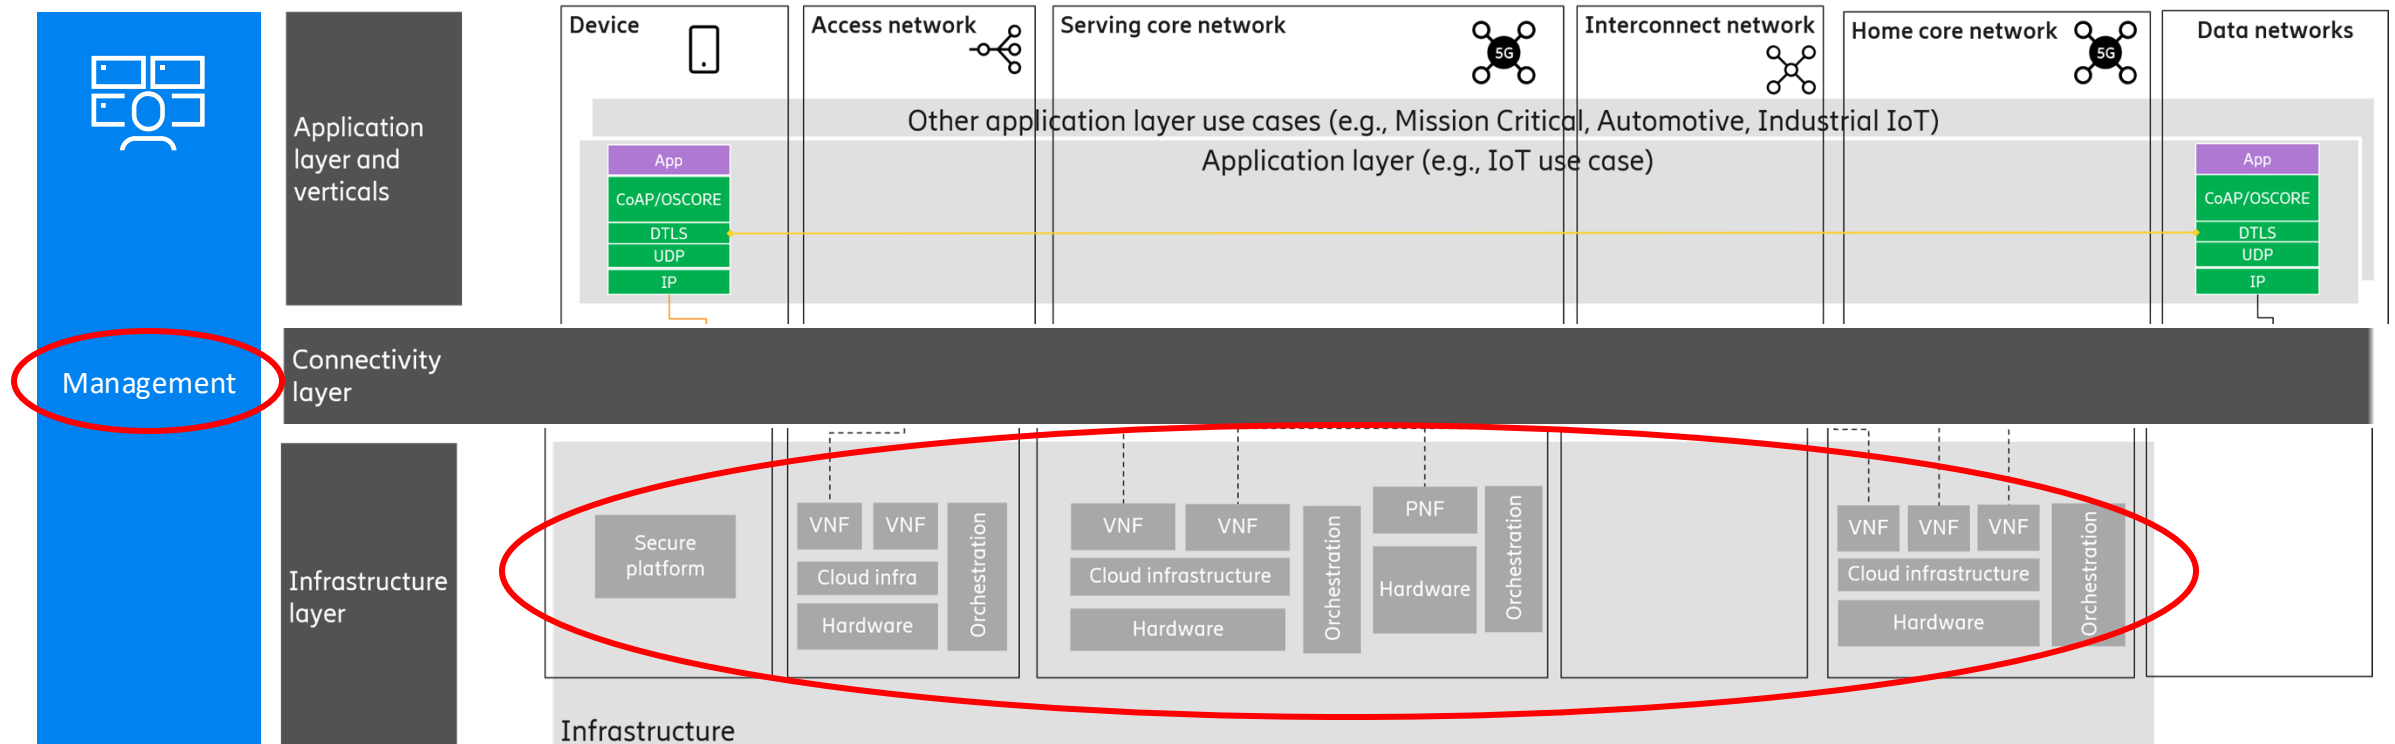 Device
Access network
Serving core network
5G
Interconnect network
Home core network
5G
Data networks
Application
layer and
verticals
Other application layer use cases (e.g., Mission Critical, Automotive, Industrial IoT)
Application layer (e.g., IoT use case)
App
CoAP/OSCORE
DTLS
UDP
IP
App
CoAP/OSCORE
DTLS
UDP
IP
Management
Connectivity
layer
Infrastructure
layer
Secure
platform
VNF
VNF
Cloud infra
Hardware
Orchestration
VNF
VNF
Cloud infrastructure
Hardware
Orchestration
PNF
Hardware
Orchestration
VNF
VNF
VNF
Cloud infrastructure
Hardware
Orchestration
Infrastructure